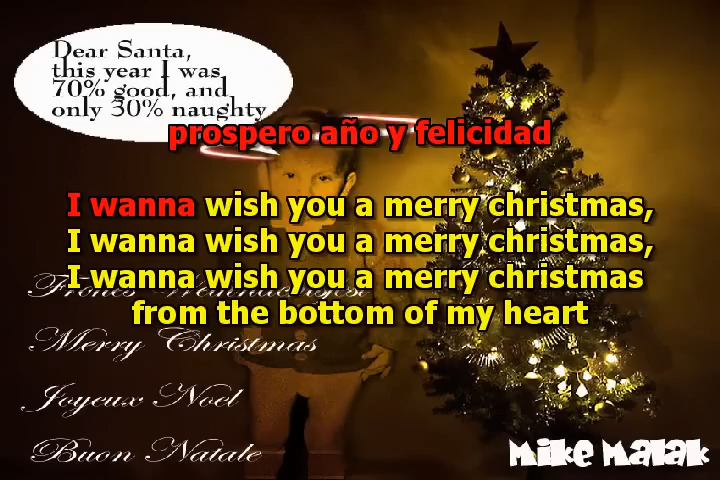 Dear Santa,
this year I was
70% good, and
only 30% naughty
prospero año y felicidad
I wanna wish you a merry christmas,
I wanna wish you a merry christmas,
I wanna wish you a merry christmas
from the bottom of my heart
Merry Christmas
Joyeux Noel
Buon Natale
Mike Malak